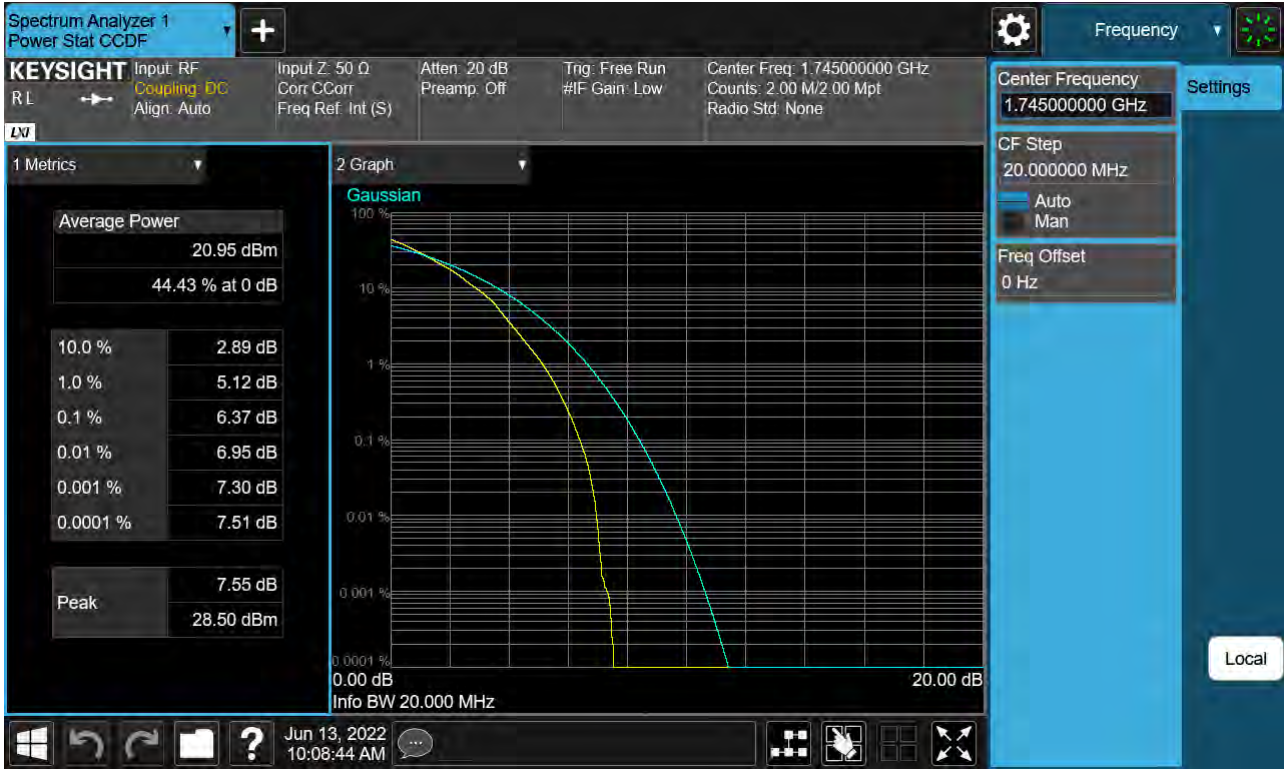 Spectrum Analyzer 1
Power Stat CCDF
+
Frequency
KEYSIGHT
RL
LXI
Input: RF
Coupling: DC
Align: Auto
Input Z: 50 Ω
Corr CCorr
Freq Ref: Int (S)
Atten: 20 dB
Preamp: Off
Trig: Free Run
#IF Gain: Low
Center Freq: 1.745000000 GHz
Counts: 2.00 M/2.00 Mpt
Radio Std: None
Center Frequency
1.745000000 GHz
Settings
CF Step
20.000000 MHz
Auto
Man
Freq Offset
0 Hz
Local
1 Metrics
Average Power
20.95 dBm
44.43 % at 0 dB
10.0 % 2.89 dB
1.0 % 5.12 dB
0.1 % 6.37 dB
0.01 % 6.95 dB
0.001 % 7.30 dB
0.0001 % 7.51 dB
Peak
7.55 dB
28.50 dBm
2 Graph
Gaussian
100 %
10 %
1 %
0.1 %
0.01 %
0.001 %
0.0001 %
0.00 dB 20.00 dB
Info BW 20.000 MHz
?
Jun 13, 2022
10:08:44 AM